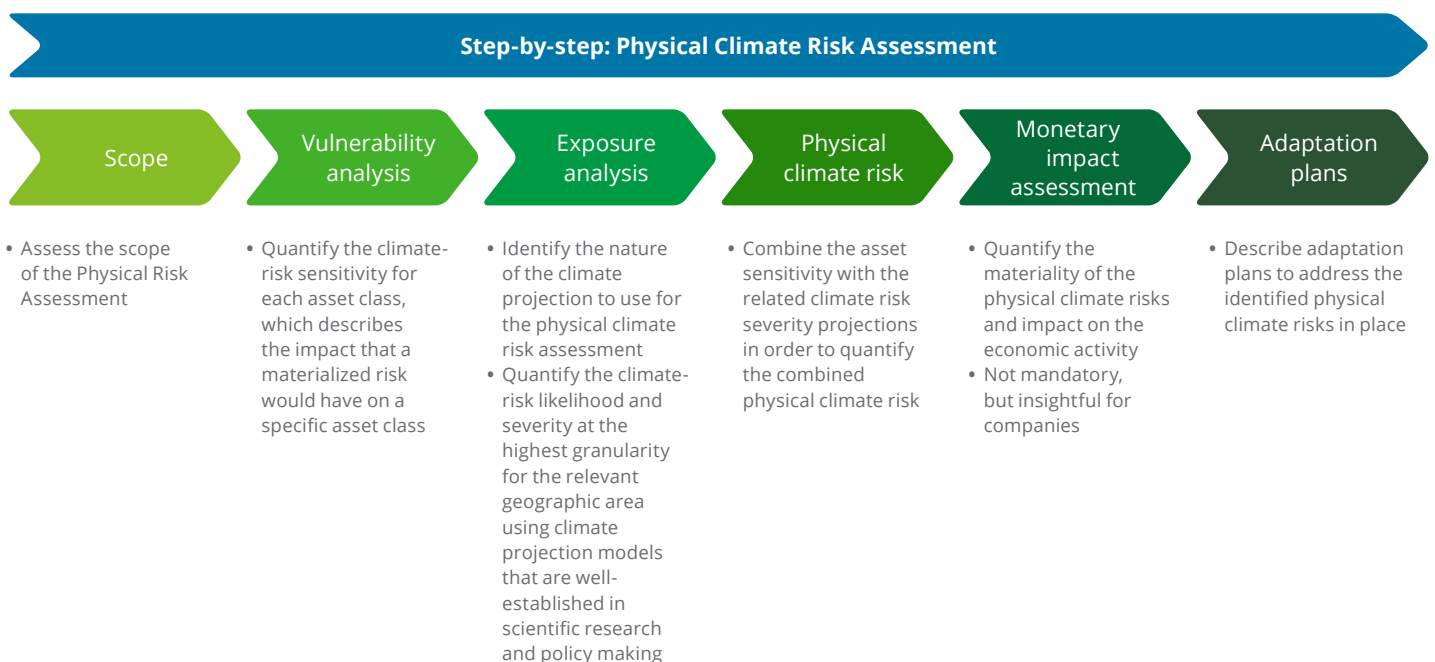 Step-by-step: Physical Climate Risk Assessment
Scope
• Assess the scope
of the Physical Risk
Assessment
Vulnerability
analysis
• Quantify the climate-
risk sensitivity for
each asset class,
which describes
the impact that a
materialized risk
would have on a
specific asset class
Exposure
analysis
• Identify the nature
of the climate
projection to use for
the physical climate
risk assessment
• Quantify the climate-
risk likelihood and
severity at the
highest granularity
for the relevant
geographic area
using climate
projection models
that are well-
established in
scientific research
and policy making
Physical
climate risk
• Combine the asset
sensitivity with the
related climate risk
severity projections
in order to quantify
the combined
physical climate risk
Monetary
impact
assessment
• Quantify the
materiality of the
physical climate risks
and impact on the
economic activity
• Not mandatory,
but insightful for
companies
Adaptation
plans
• Describe adaptation
plans to address the
identified physical
climate risks in place